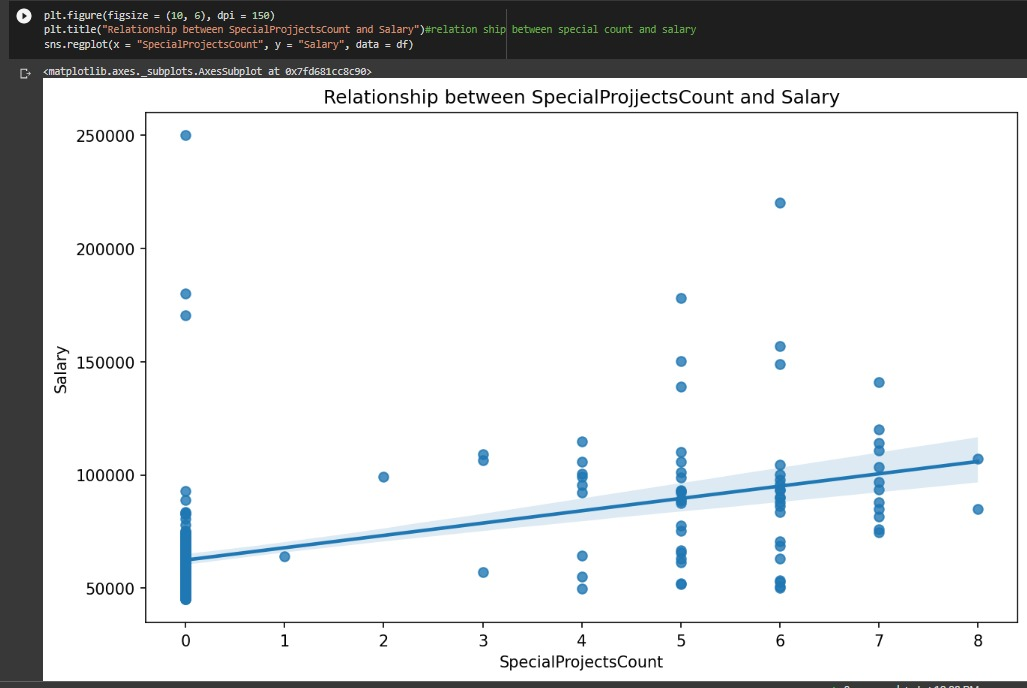 plt.figure(figsize = (10, 6), dpi = 150)
plt.title("Relationship between SpecialProjjectsCount and Salary")#relation ship between special count and salary
sns.regplot(x = "SpecialProjectsCount", y = "Salary", data = df)
<matplotlib.axes._subplots.AxesSubplot at 0x7fd681cc8c90>
Relationship between SpecialProjjectsCount and Salary
250000
200000
150000
100000
50000
Salary
0 1 2 3 4 5 6 7 8
SpecialProjectsCount